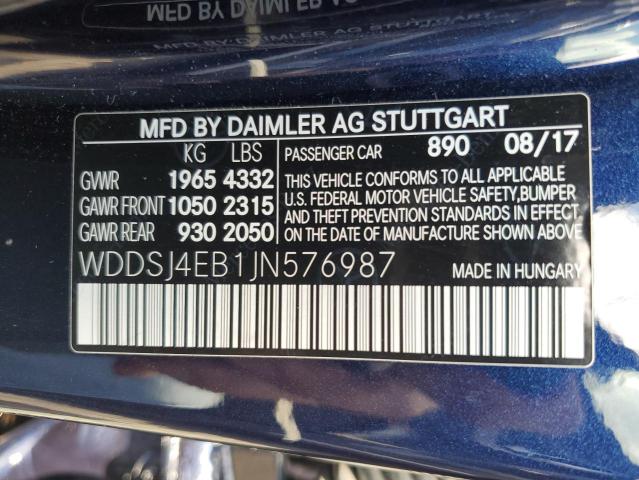 MFD BY DAIMLER AG STUTTGART
KG LBS
GVWR 1965 4332
GAWR FRONT 1050 2315
GAWR REAR 930 2050
PASSENGER CAR 890 08/17
THIS VEHICLE CONFORMS TO ALL APPLICABLE
U.S. FEDERAL MOTOR VEHICLE SAFETY,BUMPER
AND THEFT PREVENTION STANDARDS IN EFFECT
ON THE DATE OF MANUFACTURE SHOWN ABOVE.
WDDSJ4EB1JN576987 MADE IN HUNGARY